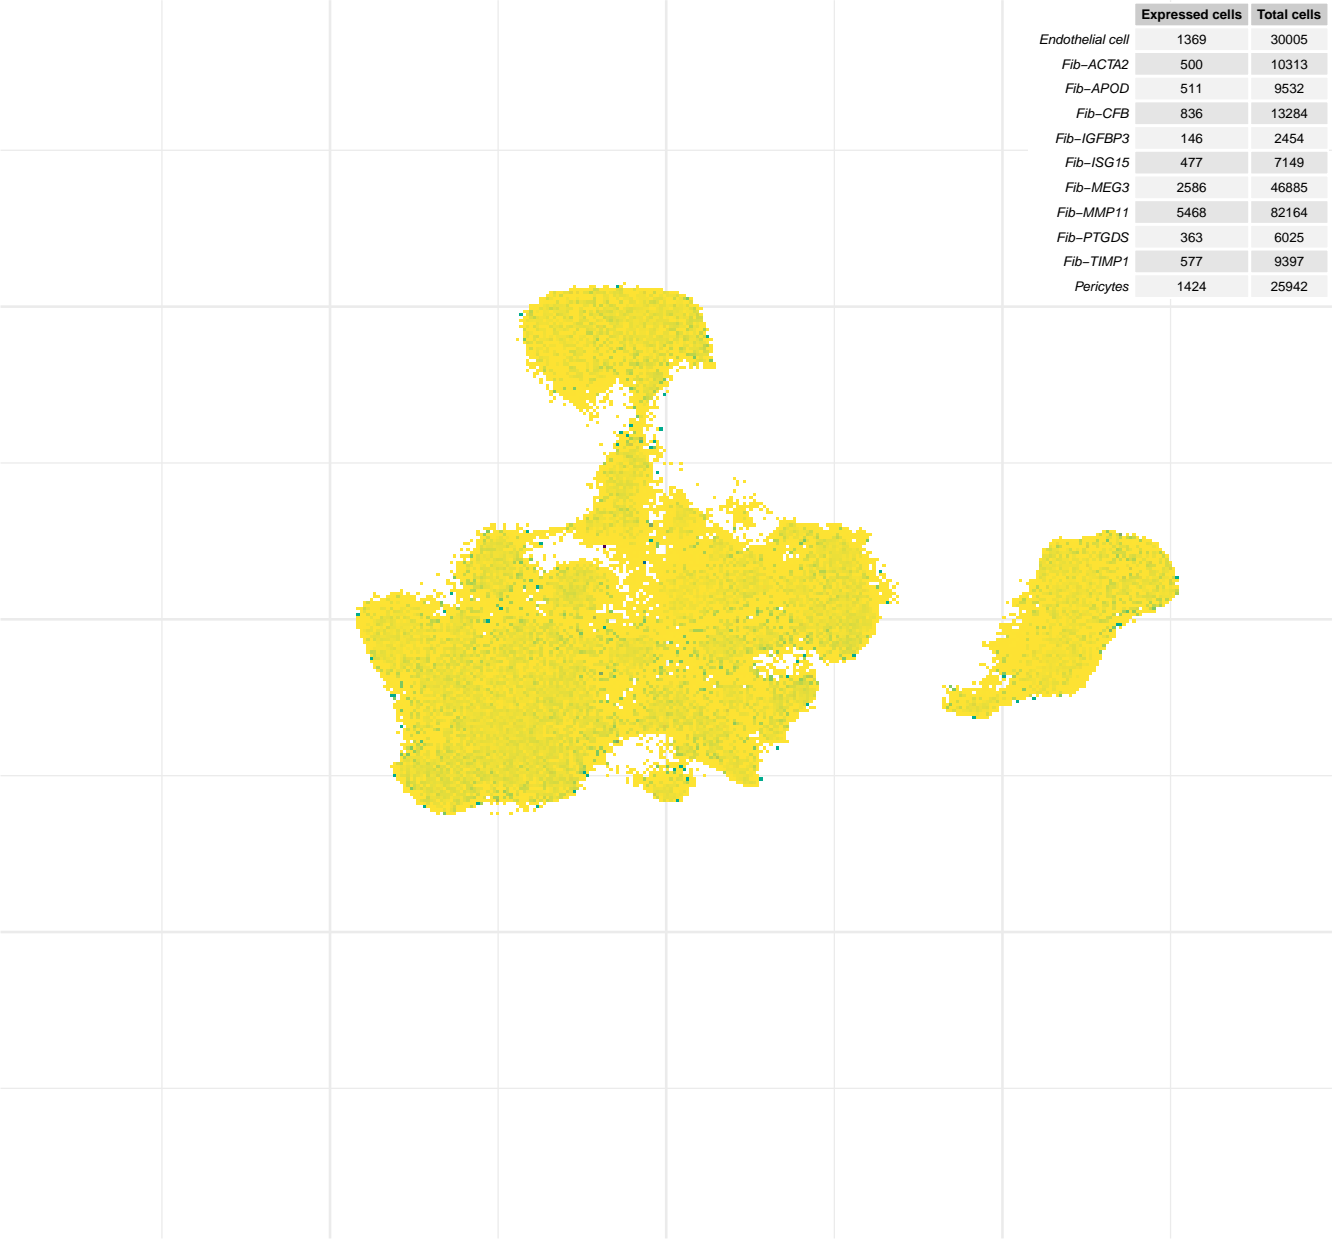 Expressed cells Total cells
Endothelial cell 1369 30005
Fib−ACTA2 500 10313
Fib−APOD 511 9532
Fib−CFB 836 13284
Fib−IGFBP3 146 2454
Fib−ISG15 477 7149
Fib−MEG3 2586 46885
Fib−MMP11 5468 82164
Fib−PTGDS 363 6025
Fib−TIMP1 577 9397
Pericytes 1424 25942